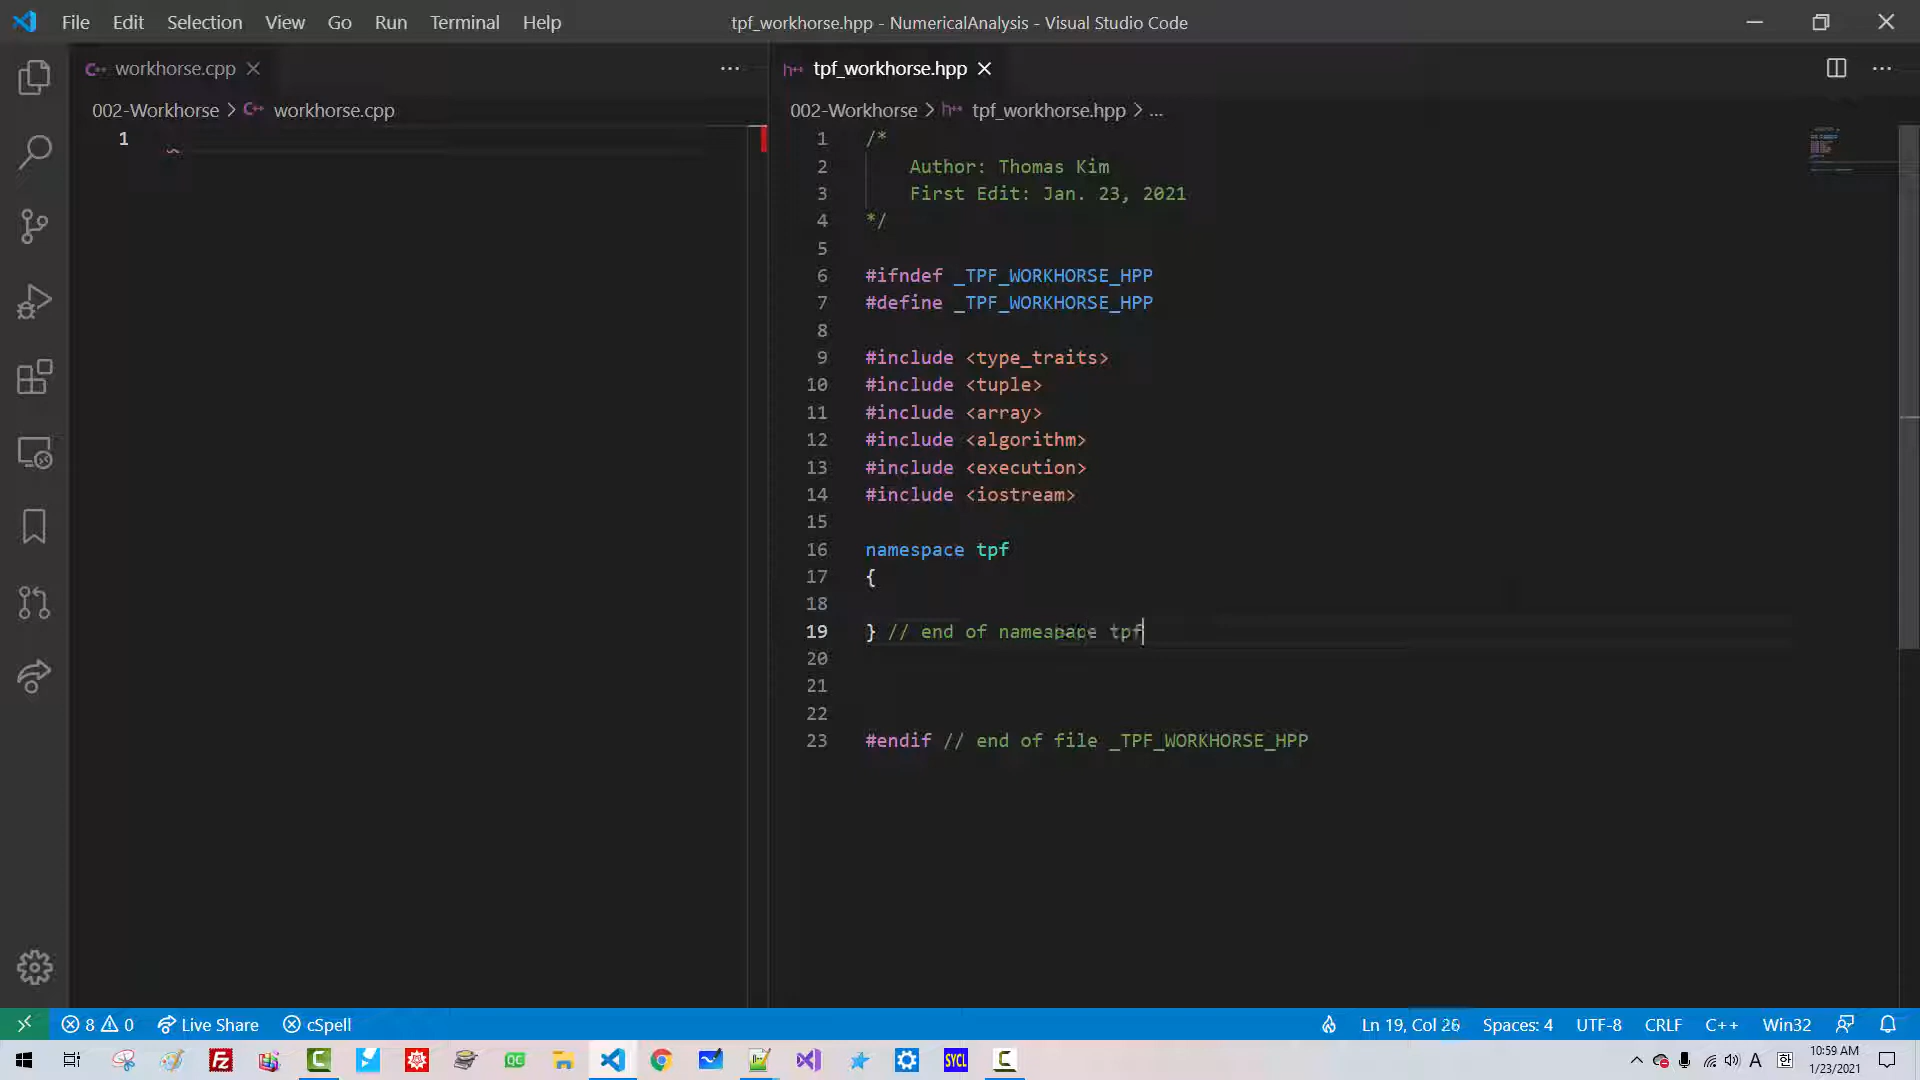 File Edit Selection View Go Run Terminal Help
tpf_workhorse.hpp - NumericalAnalysis - Visual Studio Code
workhorse.cpp
tpf_workhorse.hpp
002-Workhorse > workhorse.cpp
002-Workhorse > tpf_workhorse.hpp > ...
1
1 /*
2 Author: Thomas Kim
3 First Edit: Jan. 23, 2021
4 */
5
6 #ifndef _TPF_WORKHORSE_HPP
7 #define _TPF_WORKHORSE_HPP
8
9 #include <type_traits>
10 #include <tuple>
11 #include <array>
12 #include <algorithm>
13 #include <execution>
14 #include <iostream>
15
16 namespace tpf
17 {
18
19 } // end of namespace tpf
20
21
22
23 #endif // end of file _TPF_WORKHORSE_HPP
8 0 Live Share cSpell
Ln 19, Col 26 Spaces: 4 UTF-8 CRLF C++ Win32
QC
SYCL
A 한
10:59 AM
1/23/2021